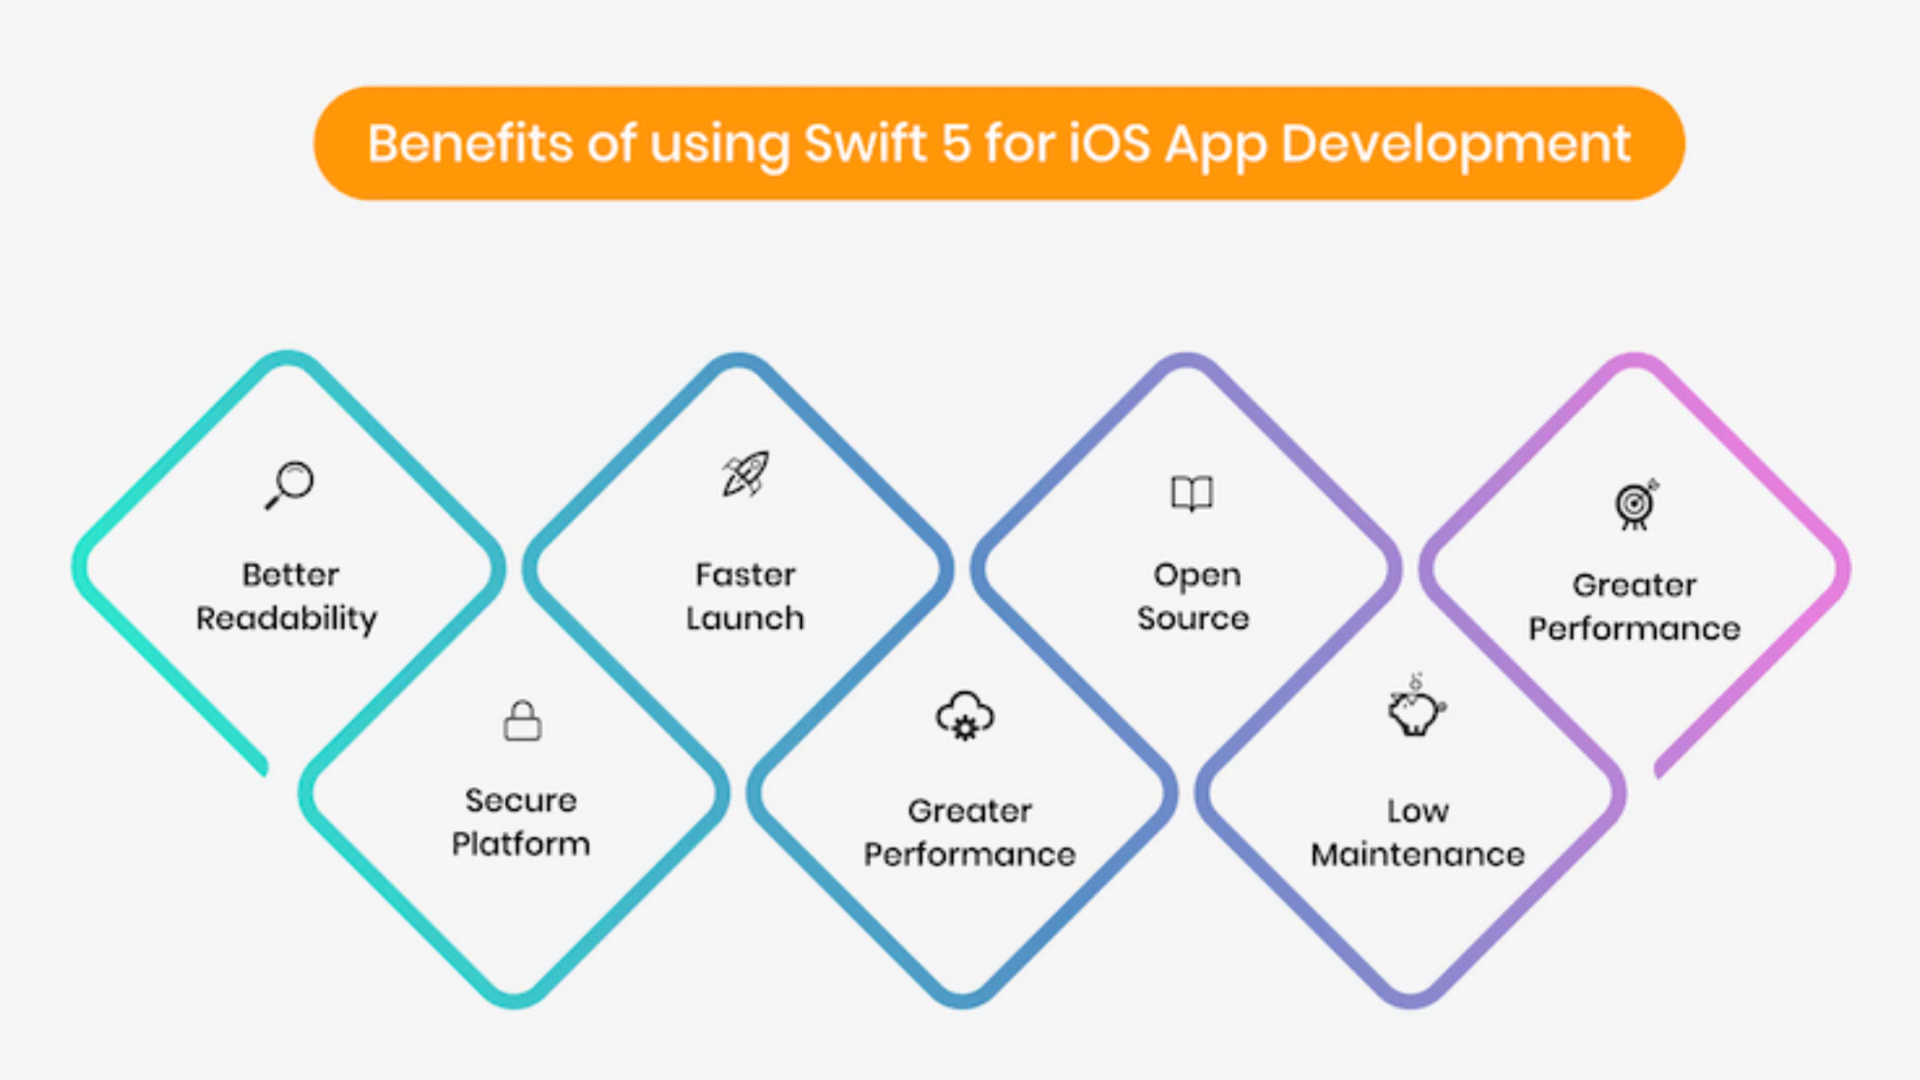 Benefits of using Swift 5 for iOS App Development
Better
Readability
Secure
Platform
Faster
Launch
Greater
Performance
Open
Source
Low
Maintenance
Greater
Performance